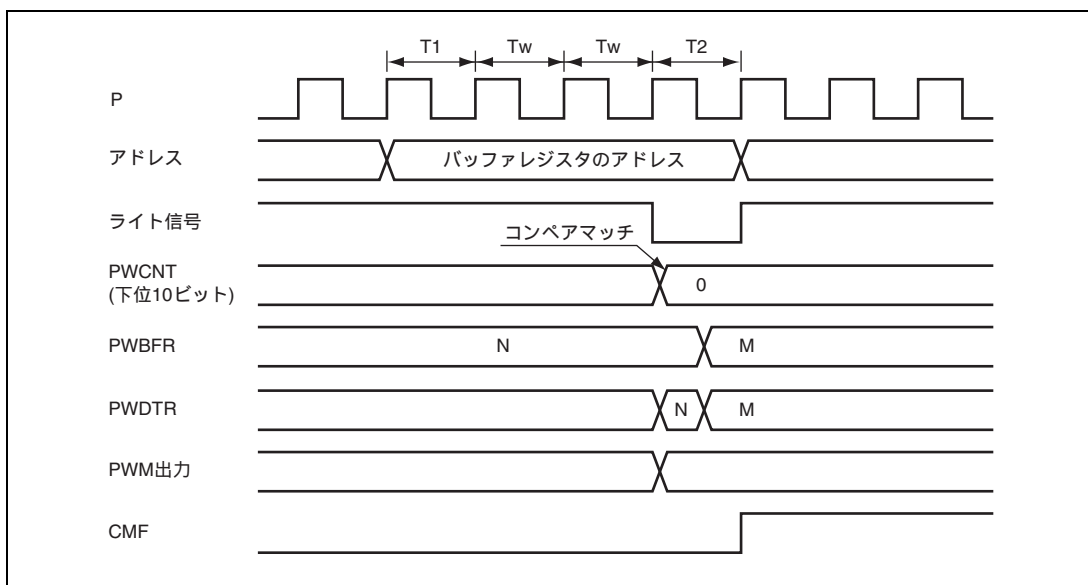 T1 Tw Tw T2
P
アドレス バッファレジスタのアドレス
ライト信号
コンペアマッチ
PWCNT
(下位10ビット) 0
PWBFR N M
PWDTR N M
PWM出力
CMF